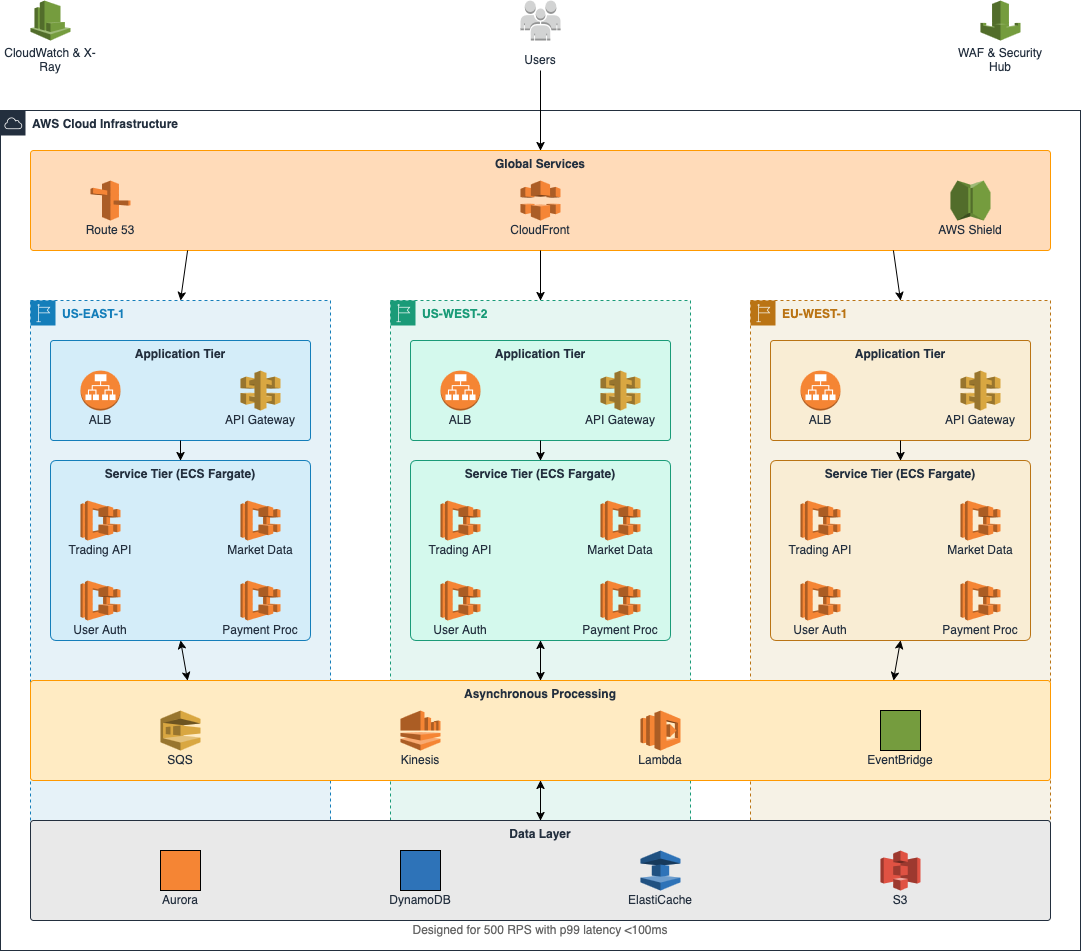 CloudWatch & X-
Ray
Users
WAF & Security
Hub
AWS Cloud Infrastructure
Global Services
Route 53
CloudFront
AWS Shield
US-EAST-1
US-WEST-2
EU-WEST-1
Application Tier
Application Tier
Application Tier
ALB
API Gateway
ALB
API Gateway
ALB
API Gateway
Service Tier (ECS Fargate)
Service Tier (ECS Fargate)
Service Tier (ECS Fargate)
Trading API
Market Data
Trading API
Market Data
Trading API
Market Data
User Auth
Payment Proc
User Auth
Payment Proc
User Auth
Payment Proc
Asynchronous Processing
SQS
Kinesis
Lambda
EventBridge
Data Layer
Aurora
DynamoDB
ElastiCache
S3
Designed for 500 RPS with p99 latency <100ms